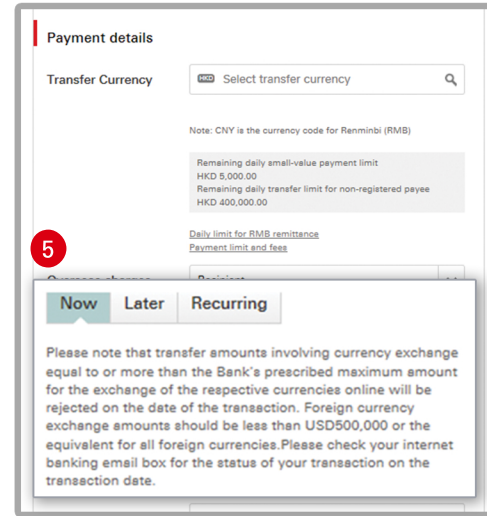 Payment details
Transfer Currency
HKD Select transfer currency
Note: CNY is the currency code for Renminbi (RMB)
Remaining daily small-value payment limit
HKD 5,000.00
Remaining daily transfer limit for non-registered payee
HKD 400,000.00
Daily limit for RMB remittance
Payment limit and fees
5
Overseas charges Recipient
Now Later Recurring
Please note that transfer amounts involving currency exchange
equal to or more than the Bank's prescribed maximum amount
for the exchange of the respective currencies online will be
rejected on the date of the transaction. Foreign currency
exchange amounts should be less than USD500,000 or the
equivalent for all foreign currencies.Please check your internet
banking email box for the status of your transaction on the
transaction date.